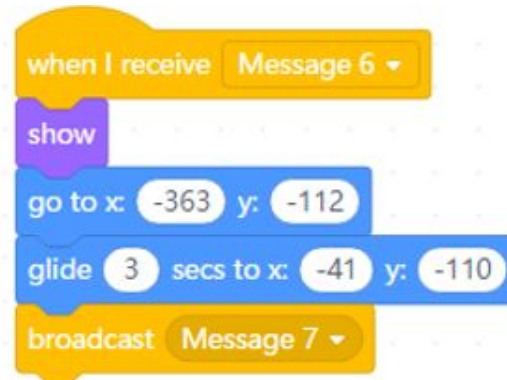 when I receive Message 6
show
go to x: -363 y: -112
glide 3 secs to x: -41 y: -110
broadcast Message 7